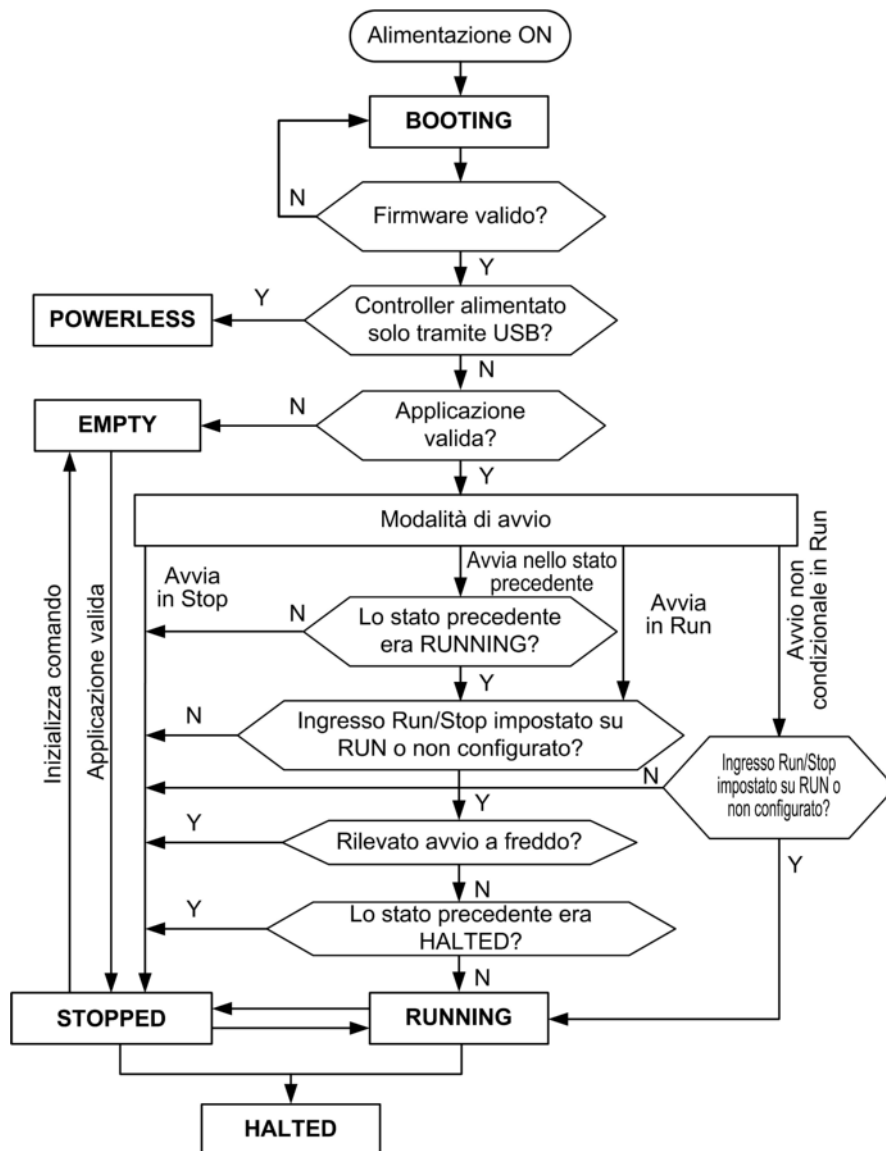 Alimentazione ON
BOOTING
N
Firmware valido?
Y
Y
Controller alimentato
solo tramite USB?
POWERLESS
N
N
Applicazione
valida?
EMPTY
Y
Modalità di avvio
Avvia
in Stop
Avvia nello stato
precedente
Avvia
in Run
Avvio non
condizionale in Run
Inizializza comando
Applicazione valida
N
Lo stato precedente
era RUNNING?
Y
N
Ingresso Run/Stop impostato su
RUN o non configurato?
N
Ingresso Run/Stop
impostato su RUN o
non configurato?
Y
Y
Rilevato avvio a freddo?
Y
N
Y
Lo stato precedente era
HALTED?
N
STOPPED
RUNNING
HALTED